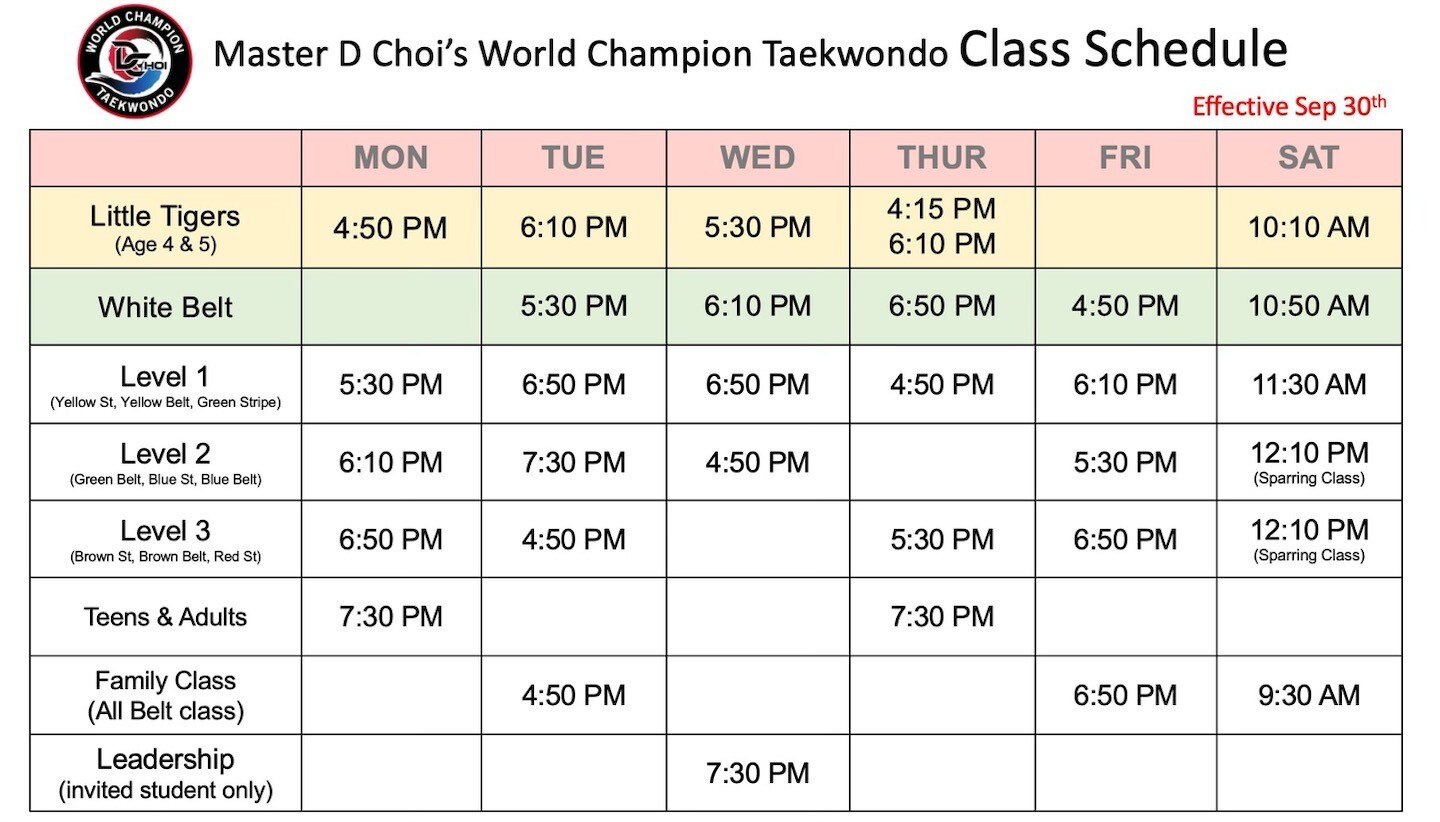 WORLD CHAMPION
DC CHOI
TAEKWONDO
Master D Choi’s World Champion Taekwondo Class Schedule
Effective Sep 30th
MON TUE WED THUR FRI SAT
Little Tigers
(Age 4 & 5)
4:50 PM 6:10 PM 5:30 PM 4:15 PM 10:10 AM
6:10 PM
White Belt 5:30 PM 6:10 PM 6:50 PM 4:50 PM 10:50 AM
Level 1
(Yellow St, Yellow Belt, Green Stripe)
5:30 PM 6:50 PM 6:50 PM 4:50 PM 6:10 PM 11:30 AM
Level 2
(Green Belt, Blue St, Blue Belt)
6:10 PM 7:30 PM 4:50 PM 5:30 PM 12:10 PM
(Sparring Class)
Level 3
(Brown St, Brown Belt, Red St)
6:50 PM 4:50 PM 5:30 PM 6:50 PM 12:10 PM
(Sparring Class)
Teens & Adults 7:30 PM 7:30 PM
Family Class
(All Belt class)
4:50 PM 6:50 PM 9:30 AM
Leadership
(invited student only)
7:30 PM